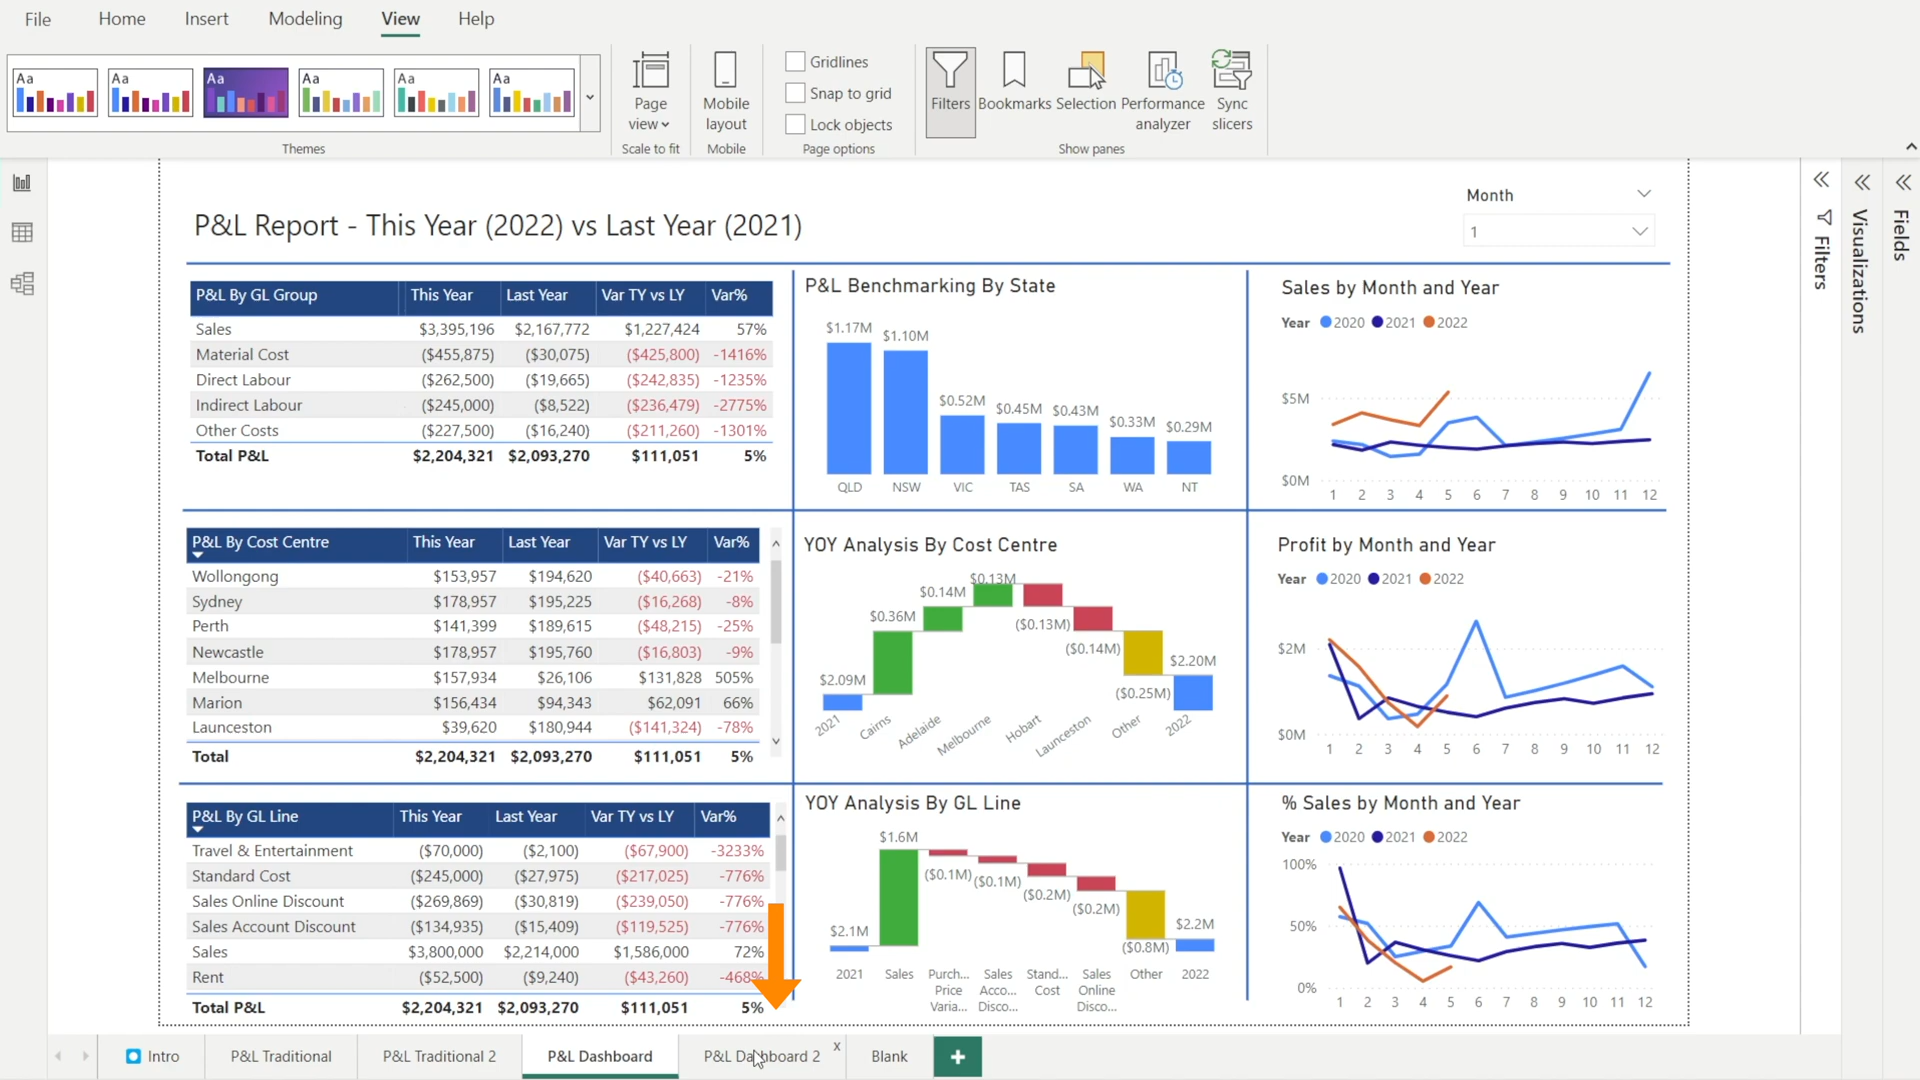 File Home Insert Modeling View Help
Aa Aa Aa Aa Aa Aa
Themes
Page view
Scale to fit
Mobile layout
Mobile
Gridlines
Snap to grid
Lock objects
Page options
Filters Bookmarks Selection Performance analyzer Sync slicers
Show panes
P&L Report - This Year (2022) vs Last Year (2021)
Month
1
Filters
Visualizations
Fields
P&L By GL Group This Year Last Year Var TY vs LY Var%
Sales $3,395,196 $2,167,772 $1,227,424 57%
Material Cost ($455,875) ($30,075) ($425,800) -1416%
Direct Labour ($262,500) ($19,665) ($242,835) -1235%
Indirect Labour ($245,000) ($8,522) ($236,479) -2775%
Other Costs ($227,500) ($16,240) ($211,260) -1301%
Total P&L $2,204,321 $2,093,270 $111,051 5%
P&L Benchmarking By State
$1.17M $1.10M $0.52M $0.45M $0.43M $0.33M $0.29M
QLD NSW VIC TAS SA WA NT
Sales by Month and Year
Year 2020 2021 2022
$5M
$0M
1 2 3 4 5 6 7 8 9 10 11 12
P&L By Cost Centre This Year Last Year Var TY vs LY Var%
Wollongong $153,957 $194,620 ($40,663) -21%
Sydney $178,957 $195,225 ($16,268) -8%
Perth $141,399 $189,615 ($48,215) -25%
Newcastle $178,957 $195,760 ($16,803) -9%
Melbourne $157,934 $26,106 $131,828 505%
Marion $156,434 $94,343 $62,091 66%
Launceston $39,620 $180,944 ($141,324) -78%
Total $2,204,321 $2,093,270 $111,051 5%
YOY Analysis By Cost Centre
$2.09M $0.36M $0.14M $0.13M ($0.13M) ($0.14M) ($0.25M) $2.20M
2021 Cairns Adelaide Melbourne Hobart Launceston Other 2022
Profit by Month and Year
Year 2020 2021 2022
$2M
$0M
1 2 3 4 5 6 7 8 9 10 11 12
P&L By GL Line This Year Last Year Var TY vs LY Var%
Travel & Entertainment ($70,000) ($2,100) ($67,900) -3233%
Standard Cost ($245,000) ($27,975) ($217,025) -776%
Sales Online Discount ($269,869) ($30,819) ($239,050) -776%
Sales Account Discount ($134,935) ($15,409) ($119,525) -776%
Sales $3,800,000 $2,214,000 $1,586,000 72%
Rent ($52,500) ($9,240) ($43,260) -468%
Total P&L $2,204,321 $2,093,270 $111,051 5%
YOY Analysis By GL Line
$2.1M $1.6M ($0.1M) ($0.1M) ($0.2M) ($0.2M) ($0.8M) $2.2M
2021 Sales Purch... Sales Stand... Sales Other 2022
Price Acco... Cost Online
Varia... Disco... Disco...
% Sales by Month and Year
Year 2020 2021 2022
100%
50%
0%
1 2 3 4 5 6 7 8 9 10 11 12
Intro P&L Traditional P&L Traditional 2 P&L Dashboard P&L Dashboard 2 x Blank +